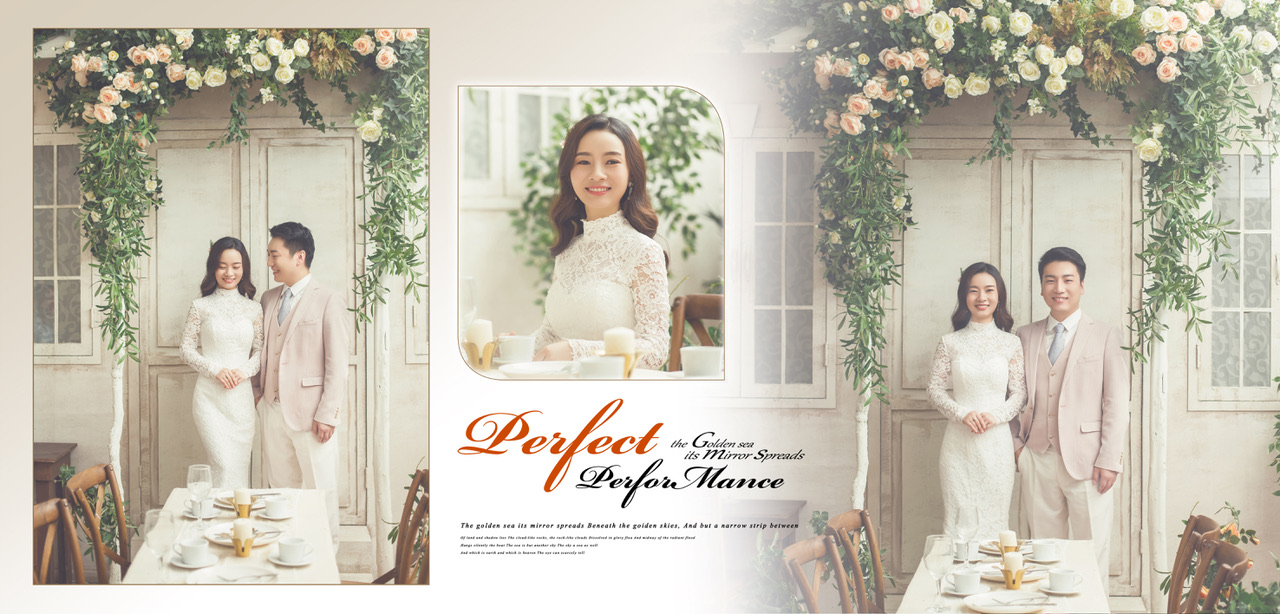 Perfect
the Golden sea
its Mirror Spreads
PerforMance
The golden sea its mirror spreads Beneath the goiden skies, And but a narrow strip between
Of land and shadow lies The cloud-like rocks, the rock-like clouds Dissolved in glory floa And midway of the radiant flood
Hangs silently the boat The sea is but another sky The sky a sea as well
And which is earth and which is heaven The eye can scarcely tell